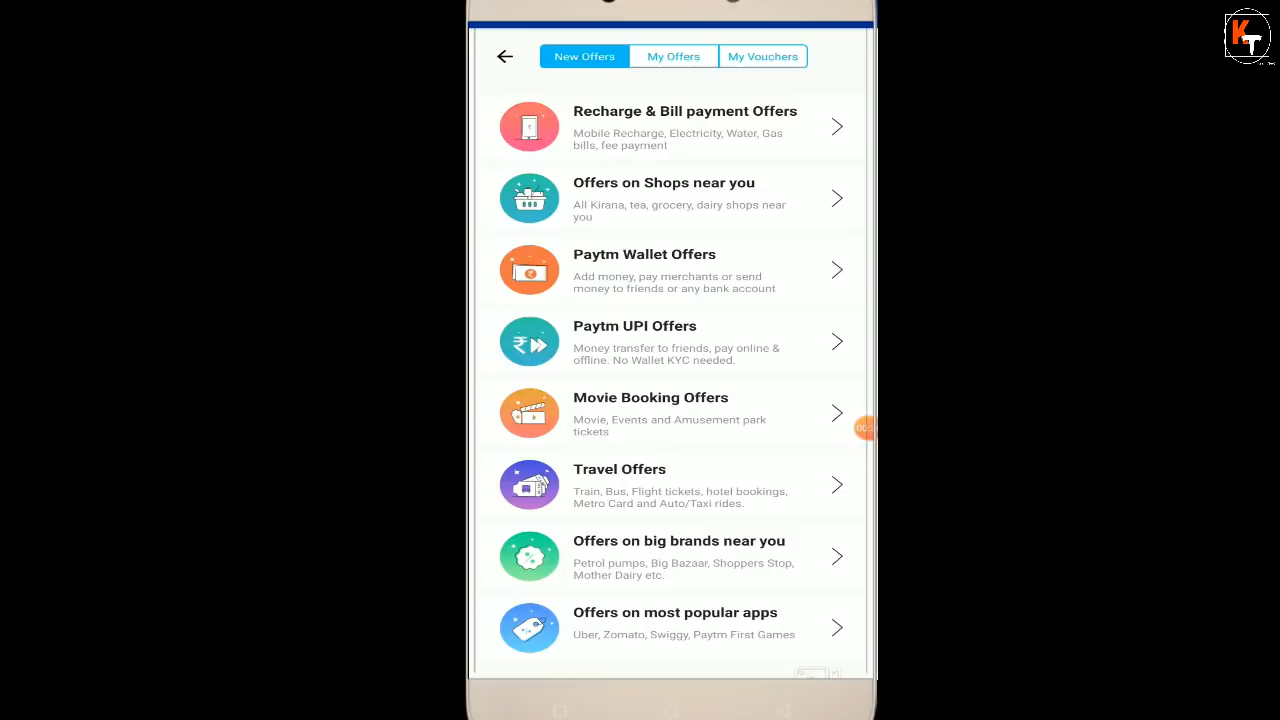 New Offers
My Offers
My Vouchers
Recharge & Bill payment Offers
Mobile Recharge, Electricity, Water, Gas
bills, fee payment
Offers on Shops near you
All Kirana, tea, grocery, dairy shops near
you
Paytm Wallet Offers
Add money, pay merchants or send
money to friends or any bank account
Paytm UPI Offers
Money transfer to friends, pay online &
offline. No Wallet KYC needed.
Movie Booking Offers
Movie, Events and Amusement park
tickets
Travel Offers
Train, Bus, Flight tickets, hotel bookings,
Metro Card and Auto/Taxi rides.
Offers on big brands near you
Petrol pumps, Big Bazaar, Shoppers Stop,
Mother Dairy etc.
Offers on most popular apps
Uber, Zomato, Swiggy, Paytm First Games
KT